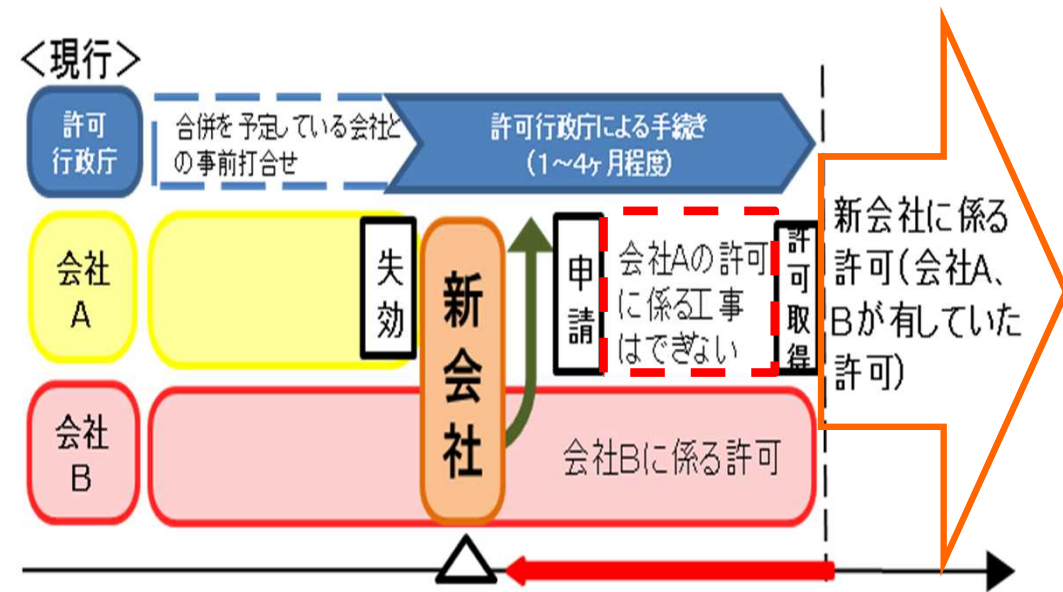 ＜現行＞
許可
行政庁
合併を予定している会社と
の事前打合せ
許可行政庁による手続き
(1～4ヶ月程度)
会社
A
失
効
新
会
社
申
請
会社Aの許可
に係る工事
はできない
許
可
取
得
新会社に係る
許可(会社A、
Bが有していた
許可)
会社
B
会社Bに係る許可